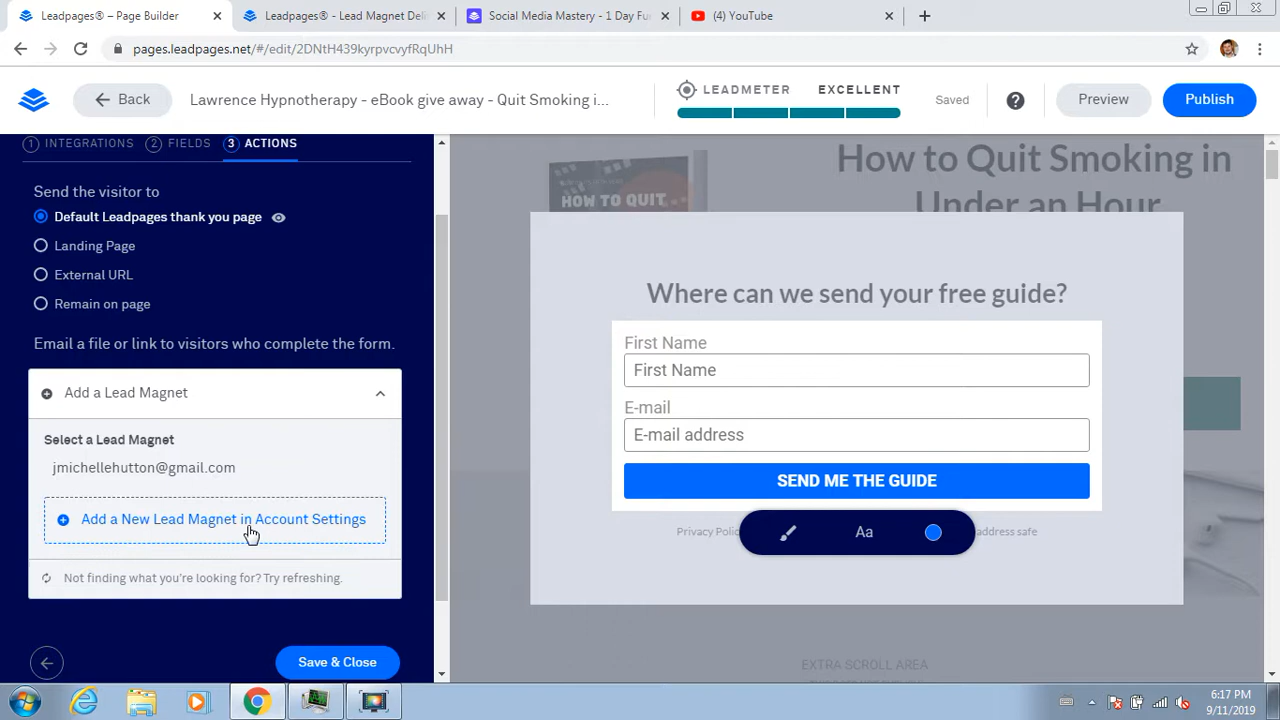 Leadpages® – Page Builder
Leadpages® - Lead Magnet Deli
Social Media Mastery - 1 Day Fu
(4) YouTube
pages.leadpages.net/#/edit/2DNtH439kyrpvcvyfRqUhH
Back
Lawrence Hypnotherapy - eBook give away - Quit Smoking i...
LEADMETER EXCELLENT
Saved
Preview
Publish
1 INTEGRATIONS 2 FIELDS 3 ACTIONS
Send the visitor to
Default Leadpages thank you page
Landing Page
External URL
Remain on page
Email a file or link to visitors who complete the form.
Add a Lead Magnet
Select a Lead Magnet
jmichellehutton@gmail.com
Add a New Lead Magnet in Account Settings
Not finding what you're looking for? Try refreshing.
Save & Close
HOW TO QUIT
How to Quit Smoking in
Under an Hour
Where can we send your free guide?
First Name
First Name
E-mail
E-mail address
SEND ME THE GUIDE
Privacy Polic
Aa
address safe
EXTRA SCROLL AREA
6:17 PM
9/11/2019